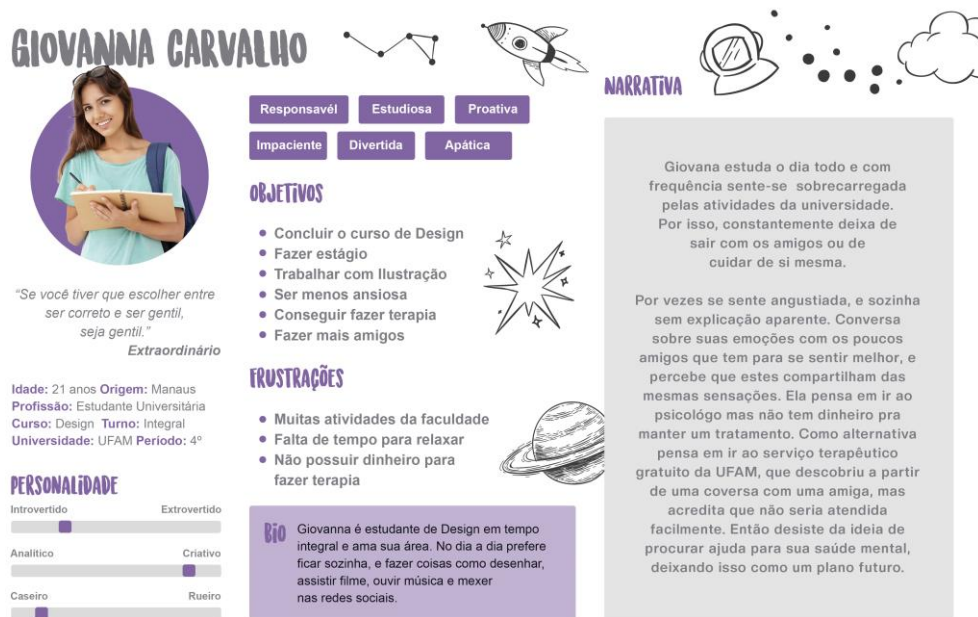 GIOVANNA CARVALHO
"Se você tiver que escolher entre
ser correto e ser gentil,
seja gentil."
Extraordinário
Idade: 21 anos Origem: Manaus
Profissão: Estudante Universitária
Curso: Design Turno: Integral
Universidade: UFAM Período: 4º
PERSONALIDADE
Introvertido Extrovertido
Analítico Criativo
Caseiro Rueiro
Responsavél Estudiosa Proativa
Impaciente Divertida Apática
OBJETIVOS
• Concluir o curso de Design
• Fazer estágio
• Trabalhar com Ilustração
• Ser menos ansiosa
• Conseguir fazer terapia
• Fazer mais amigos
FRUSTRAÇÕES
• Muitas atividades da faculdade
• Falta de tempo para relaxar
• Não possuir dinheiro para
fazer terapia
BIO
Giovanna é estudante de Design em tempo
integral e ama sua área. No dia a dia prefere
ficar sozinha, e fazer coisas como desenhar,
assistir filme, ouvir música e mexer
nas redes sociais.
NARRATIVA
Giovana estuda o dia todo e com
frequência sente-se sobrecarregada
pelas atividades da universidade.
Por isso, constantemente deixa de
sair com os amigos ou de
cuidar de si mesma.
Por vezes se sente angustiada, e sozinha
sem explicação aparente. Conversa
sobre suas emoções com os poucos
amigos que tem para se sentir melhor, e
percebe que estes compartilham das
mesmas sensações. Ela pensa em ir ao
psicológo mas não tem dinheiro pra
manter um tratamento. Como alternativa
pensa em ir ao serviço terapêutico
gratuito da UFAM, que descobriu a partir
de uma coversa com uma amiga, mas
acredita que não seria atendida
facilmente. Então desiste da ideia de
procurar ajuda para sua saúde mental,
deixando isso como um plano futuro.